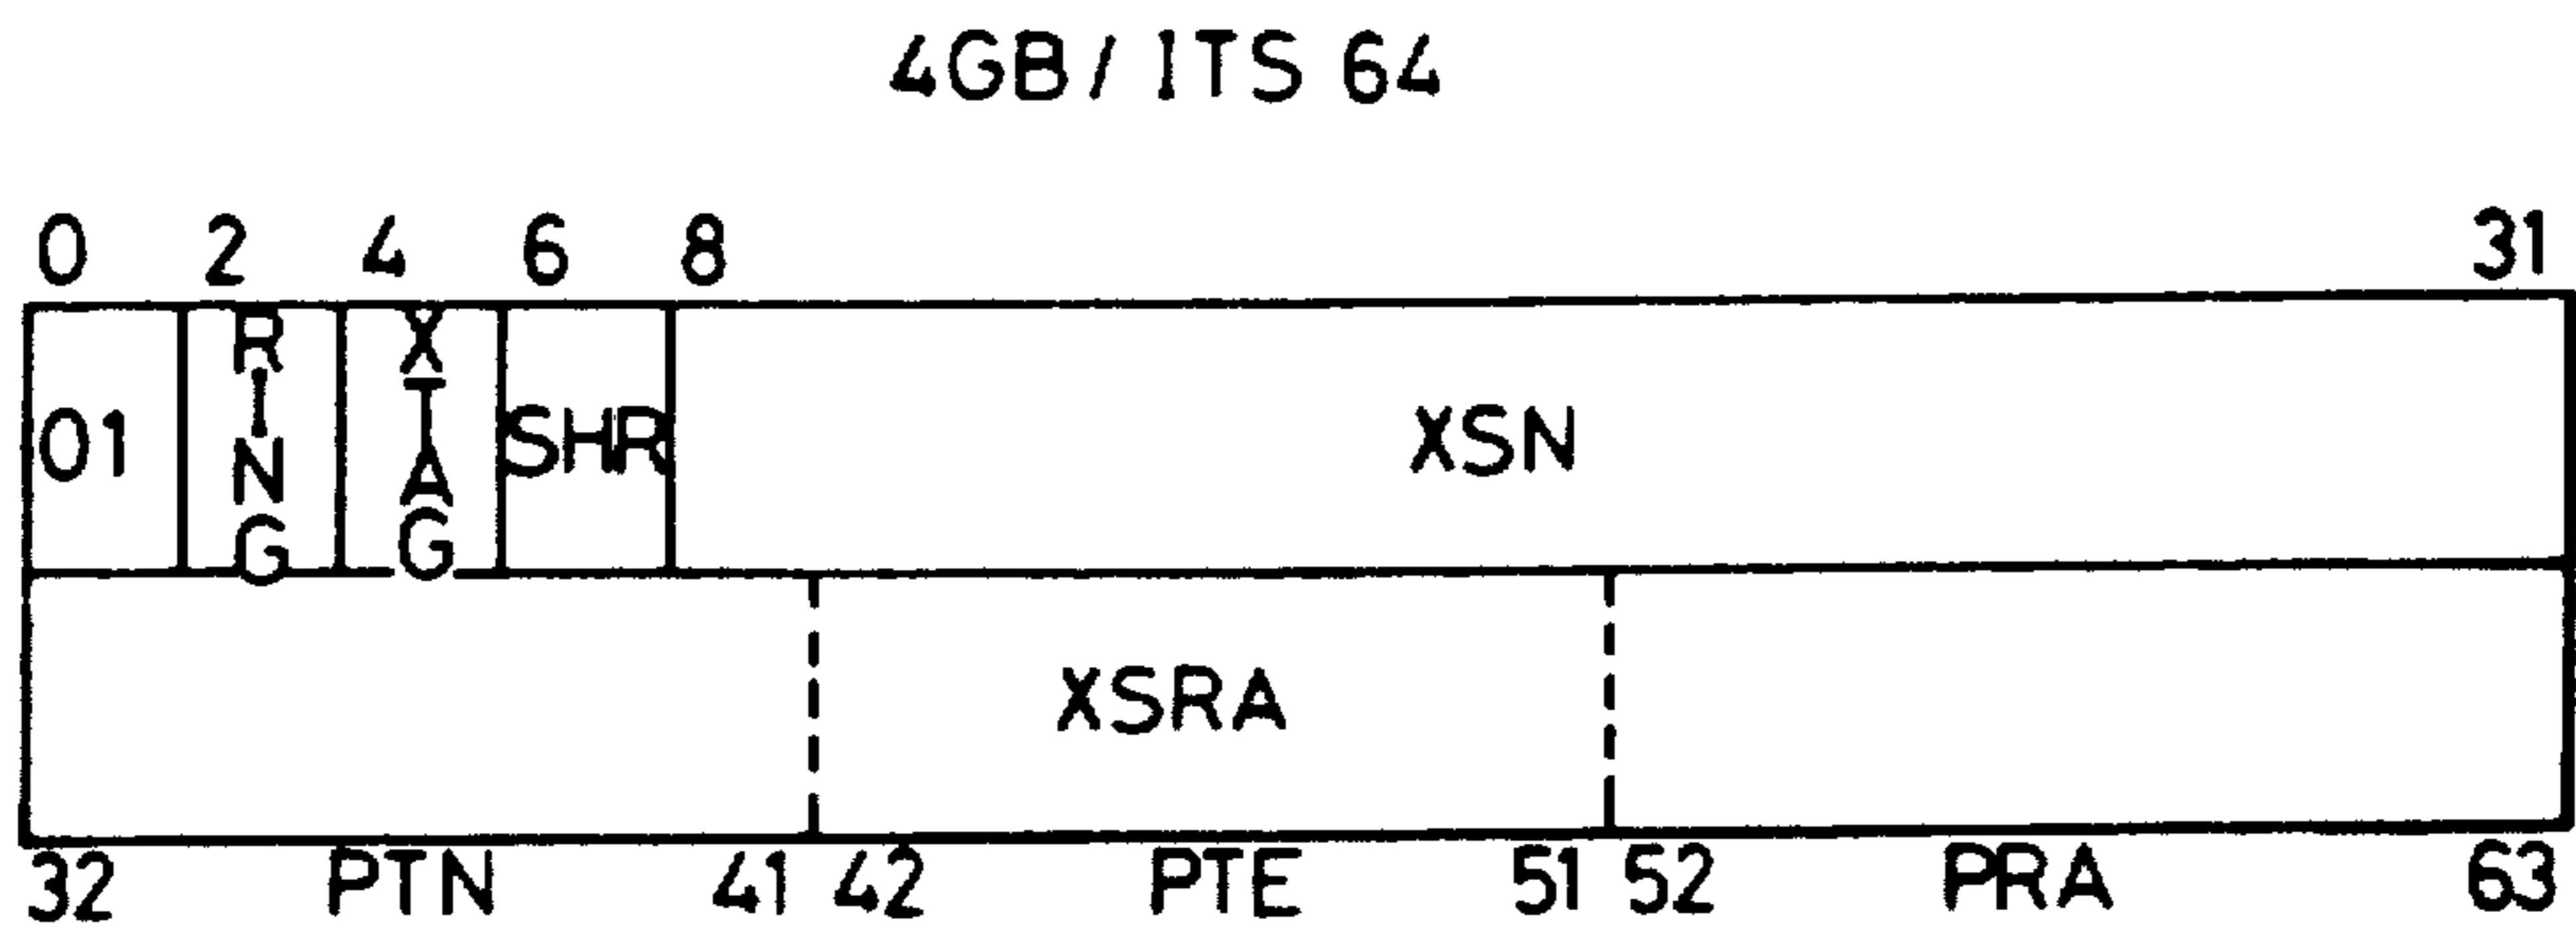 4GB / ITS 64
0 2 4 6 8 31
01 RING XTAG SHR XSN
XSRA
32 PTN 41 42 PTE 51 52 PRA 63